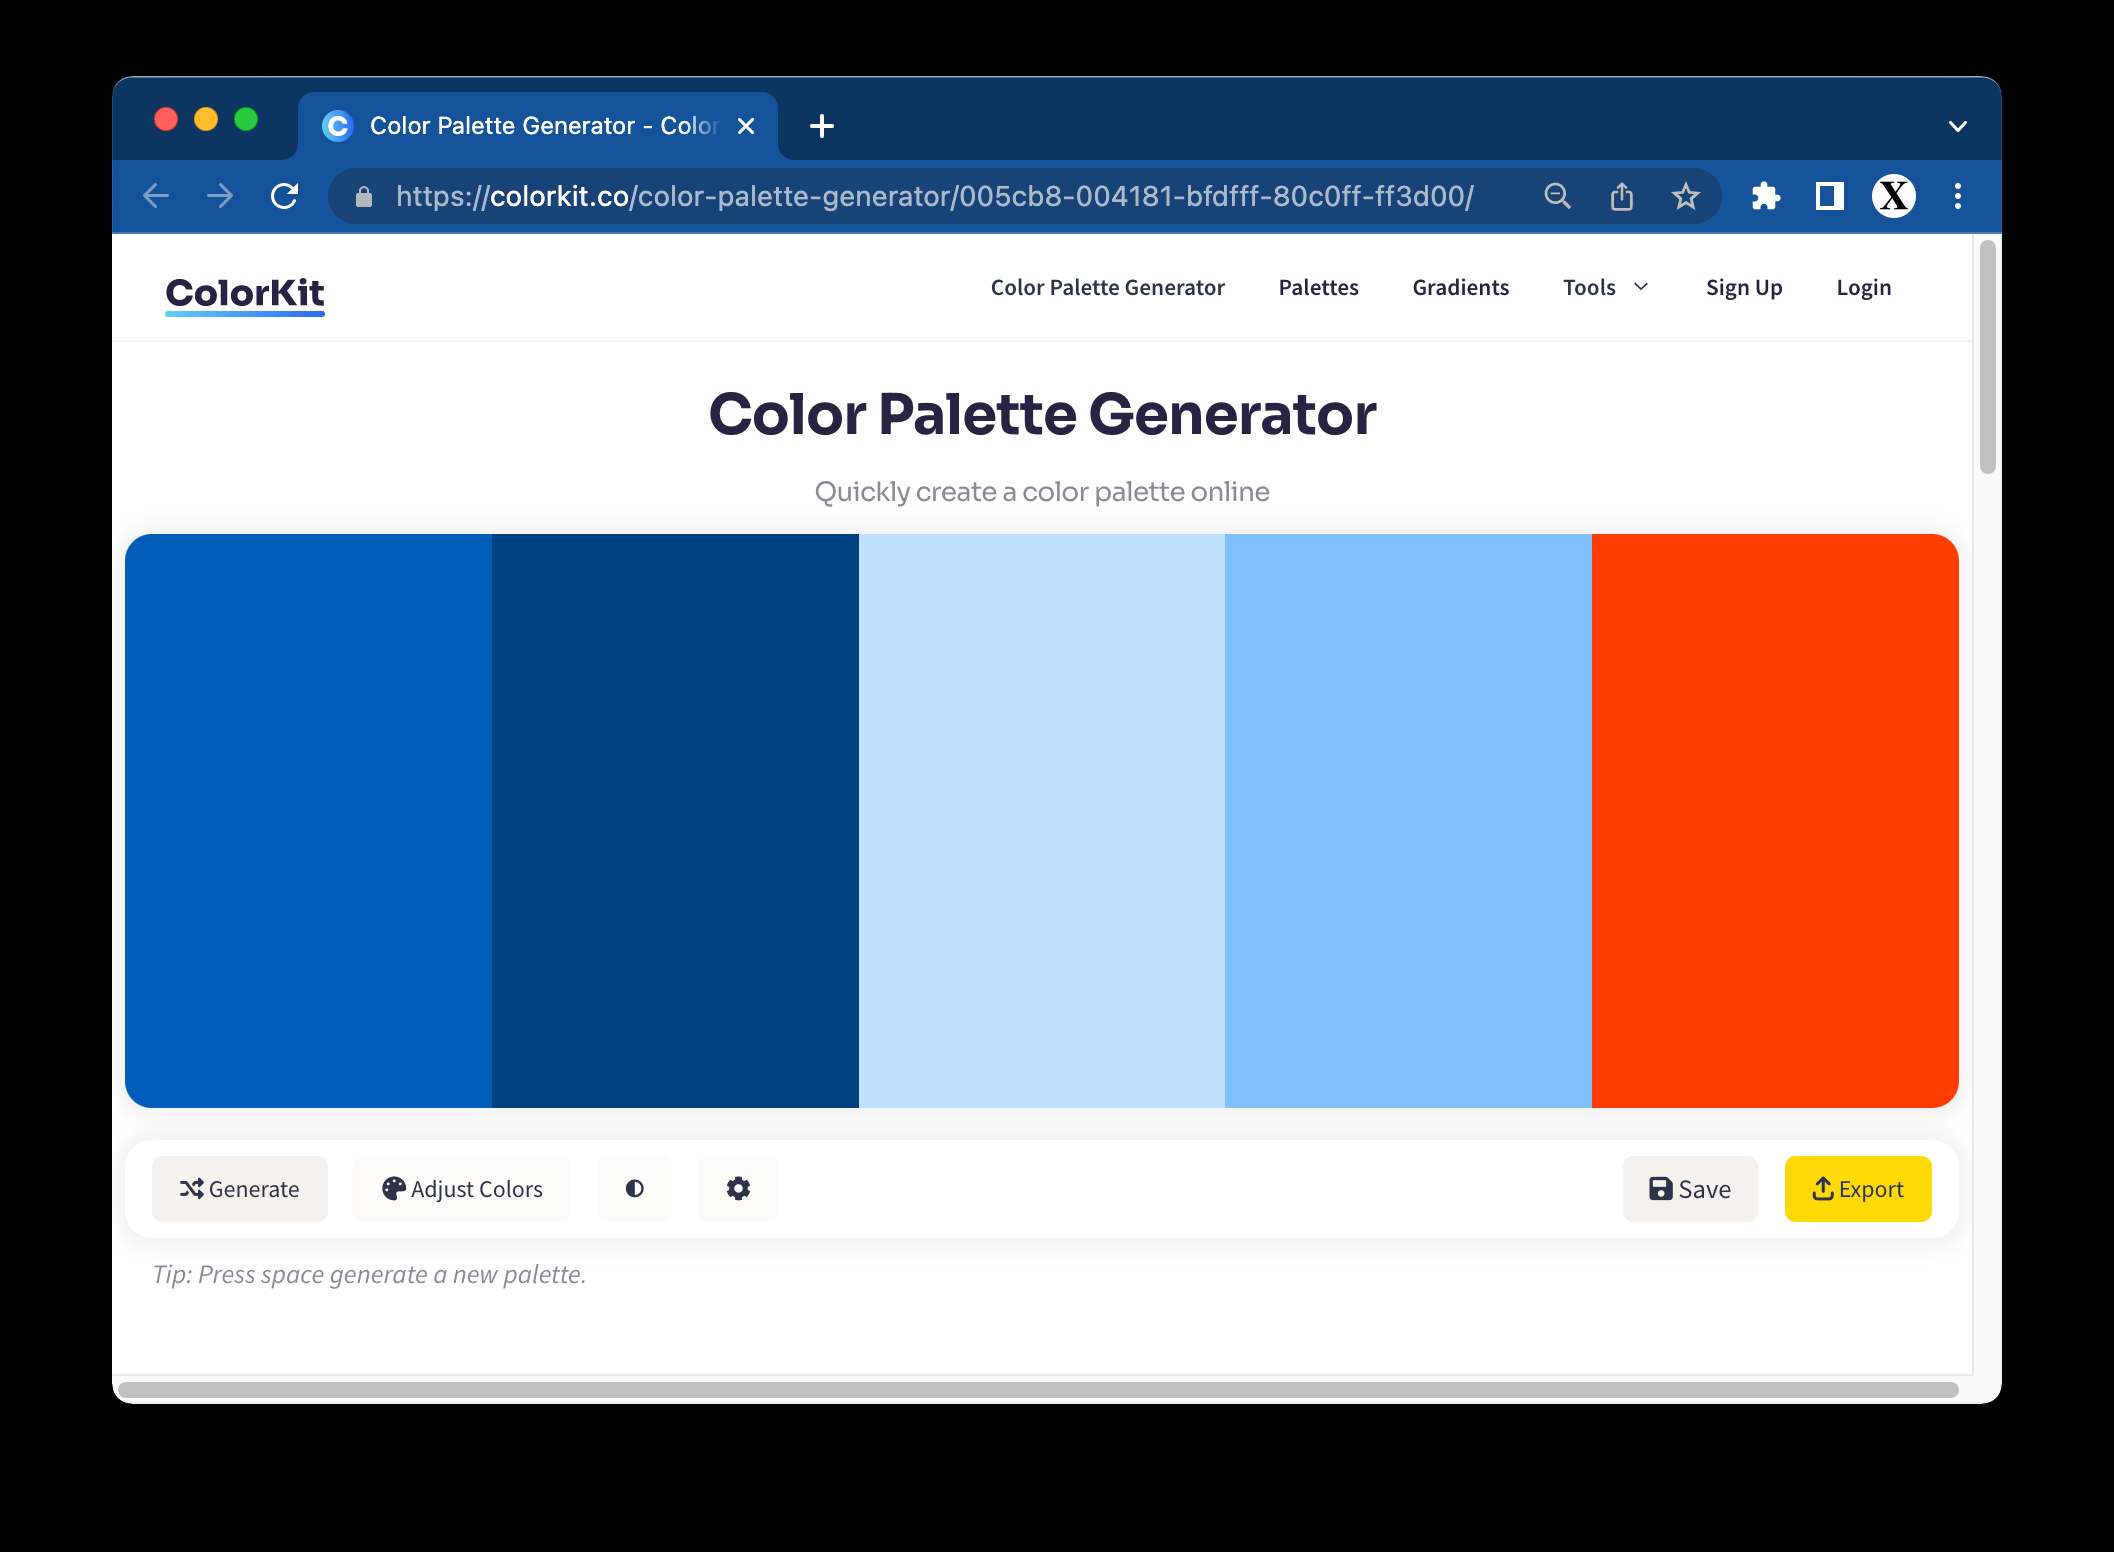 Color Palette Generator - Color
https://colorkit.co/color-palette-generator/005cb8-004181-bfdfff-80c0ff-ff3d00/
X
ColorKit
Color Palette Generator Palettes Gradients Tools Sign Up Login
Color Palette Generator
Quickly create a color palette online
Generate Adjust Colors Save Export
Tip: Press space generate a new palette.